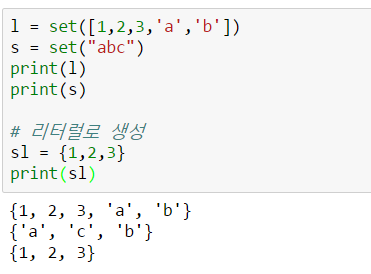 l = set([1,2,3,'a','b'])
s = set("abc")
print(l)
print(s)
# 리터럴로 생성
sl = {1,2,3}
print(sl)
{1, 2, 3, 'a', 'b'}
{'a', 'c', 'b'}
{1, 2, 3}